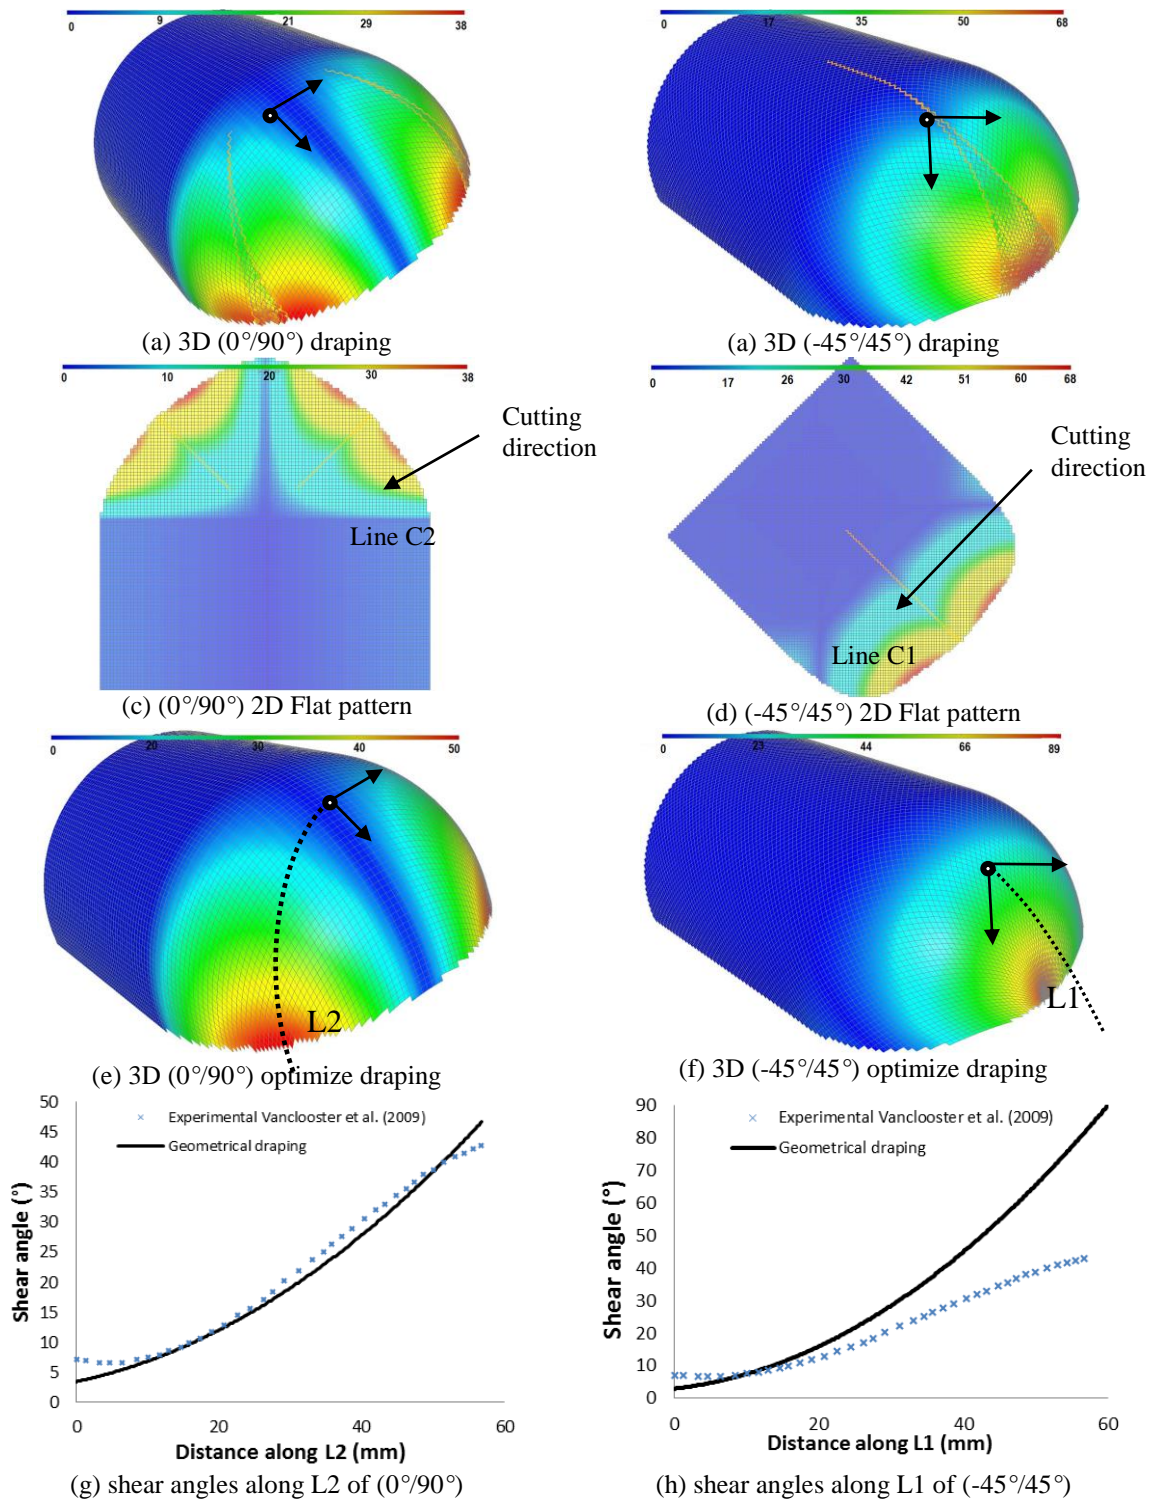 0 9 21 29 38
0 17 35 50 68
(a) 3D (0°/90°) draping
(a) 3D (-45°/45°) draping
0 10 20 30 38
0 17 26 30 42 51 60 68
Cutting
direction
Cutting
direction
Line C2
Line C1
(c) (0°/90°) 2D Flat pattern
(d) (-45°/45°) 2D Flat pattern
0 20 30 40 50
0 23 44 66 89
L2
L1
(e) 3D (0°/90°) optimize draping
(f) 3D (-45°/45°) optimize draping
Experimental Vanclooster et al. (2009)
Geometrical draping
50
45
40
35
30
25
20
15
10
5
0
Shear angle (°)
0 20 40 60
Distance along L2 (mm)
(g) shear angles along L2 of (0°/90°)
Experimental Vanclooster et al. (2009)
Geometrical draping
90
80
70
60
50
40
30
20
10
0
Shear angle (°)
0 20 40 60
Distance along L1 (mm)
(h) shear angles along L1 of (-45°/45°)